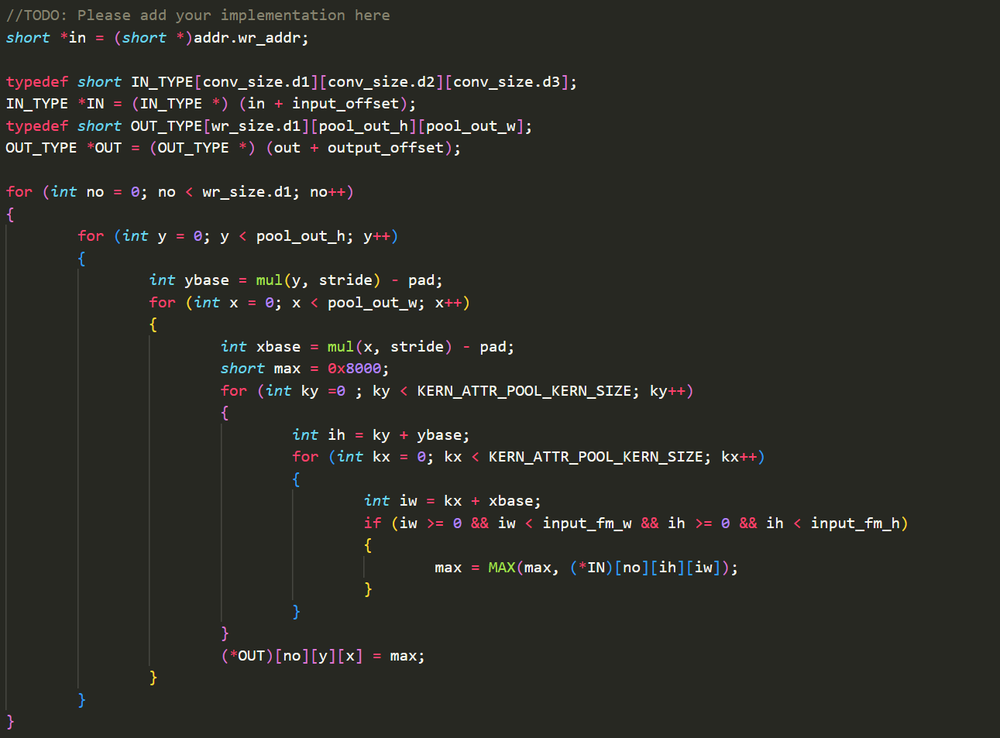 //TODO: Please add your implementation here
short *in = (short *)addr.wr_addr;

typedef short IN_TYPE[conv_size.d1][conv_size.d2][conv_size.d3];
IN_TYPE *IN = (IN_TYPE *) (in + input_offset);
typedef short OUT_TYPE[wr_size.d1][pool_out_h][pool_out_w];
OUT_TYPE *OUT = (OUT_TYPE *) (out + output_offset);

for (int no = 0; no < wr_size.d1; no++)
{
        for (int y = 0; y < pool_out_h; y++)
        {
                int ybase = mul(y, stride) - pad;
                for (int x = 0; x < pool_out_w; x++)
                {
                        int xbase = mul(x, stride) - pad;
                        short max = 0x8000;
                        for (int ky =0 ; ky < KERN_ATTR_POOL_KERN_SIZE; ky++)
                        {
                                int ih = ky + ybase;
                                for (int kx = 0; kx < KERN_ATTR_POOL_KERN_SIZE; kx++)
                                {
                                        int iw = kx + xbase;
                                        if (iw >= 0 && iw < input_fm_w && ih >= 0 && ih < input_fm_h)
                                        {
                                                max = MAX(max, (*IN)[no][ih][iw]);
                                        }
                                }
                        }
                        (*OUT)[no][y][x] = max;
                }
        }
}